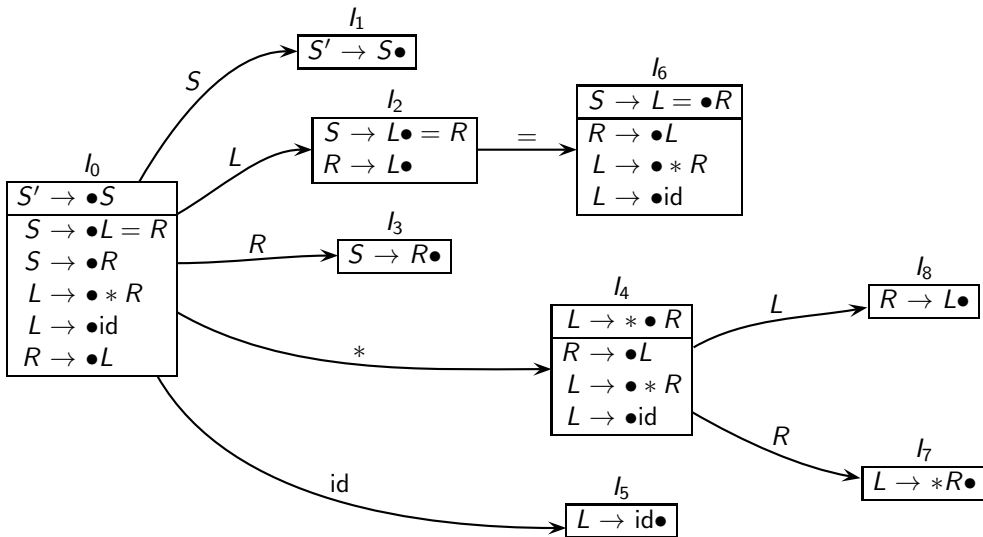 I₁
S′ → S●
S
I₆
S → L = ●R
R → ●L
L → ● ∗ R
L → ●id
I₂
S → L● = R
R → L●
=
L
I₀
S′ → ●S
S → ●L = R
S → ●R
L → ● ∗ R
L → ●id
R → ●L
R
I₃
S → R●
I₄
L → ∗ ● R
R → ●L
L → ● ∗ R
L → ●id
∗
L
I₈
R → L●
R
I₇
L → ∗R●
id
I₅
L → id●